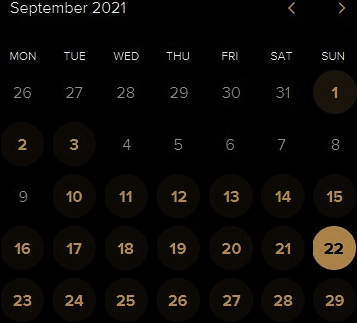 September 2021
MON TUE WED THU FRI SAT SUN
26 27 28 29 30 31 1
2 3 4 5 6 7 8
9 10 11 12 13 14 15
16 17 18 19 20 21 22
23 24 25 26 27 28 29